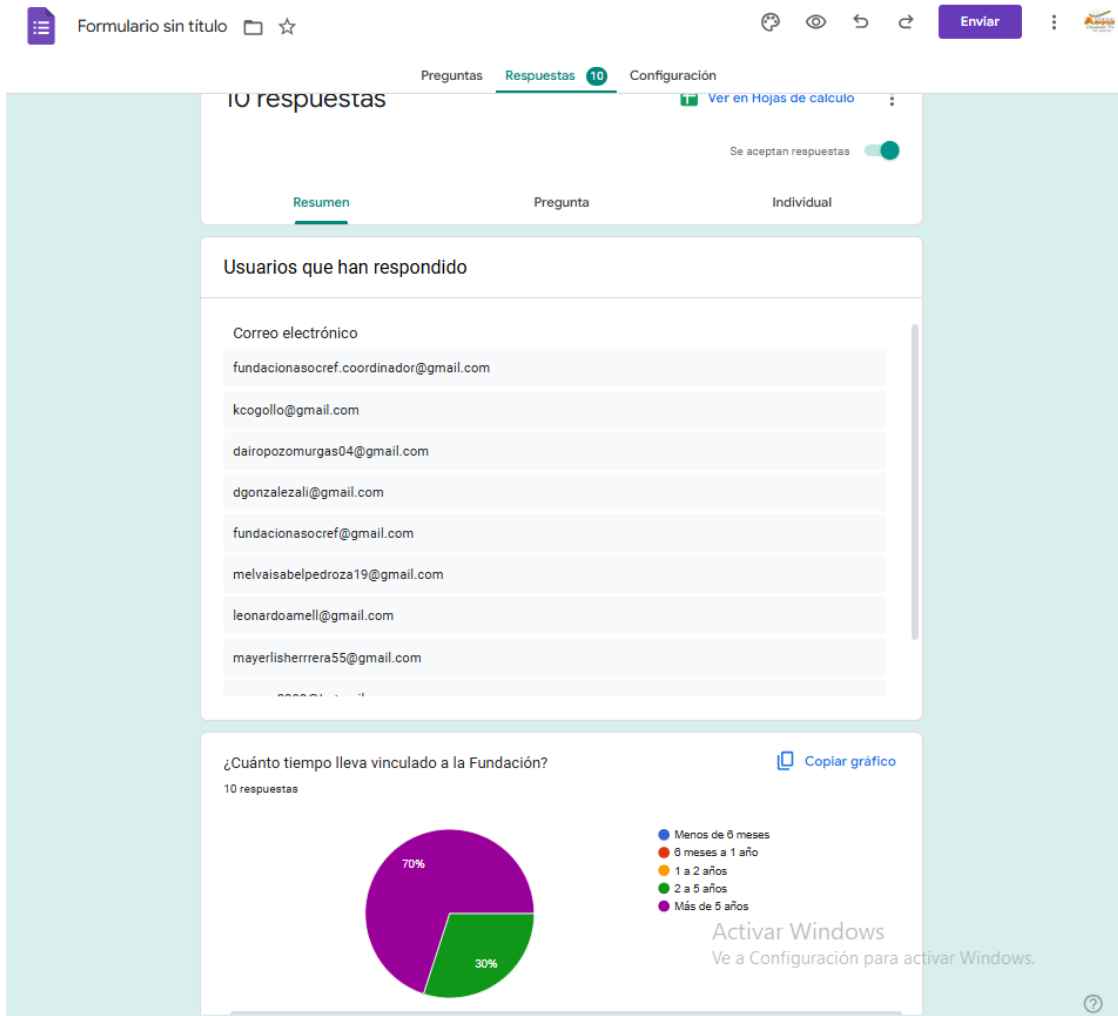 Formulario sin título
Enviar
Preguntas Respuestas 10 Configuración
10 respuestas
Ver en Hojas de cálculo
Se aceptan respuestas
Resumen Pregunta Individual
Usuarios que han respondido
Correo electrónico
fundacionasocref.coordinador@gmail.com
kcogollo@gmail.com
dairopozomurgas04@gmail.com
dgonzalezali@gmail.com
fundacionasocref@gmail.com
melvaisabelpedroza19@gmail.com
leonardoamell@gmail.com
mayerlisherrrera55@gmail.com
¿Cuánto tiempo lleva vinculado a la Fundación?
Copiar gráfico
10 respuestas
Menos de 6 meses
6 meses a 1 año
1 a 2 años
2 a 5 años
Más de 5 años
70%
30%
Activar Windows
Ve a Configuración para activar Windows.